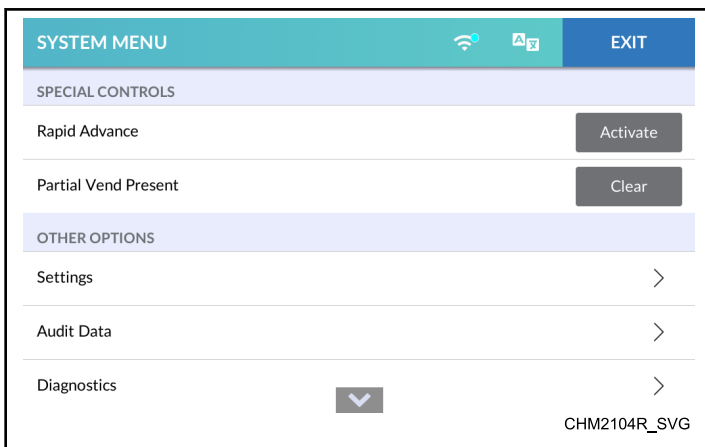 SYSTEM MENU
EXIT
SPECIAL CONTROLS
Rapid Advance
Activate
Partial Vend Present
Clear
OTHER OPTIONS
Settings
Audit Data
Diagnostics
CHM2104R_SVG